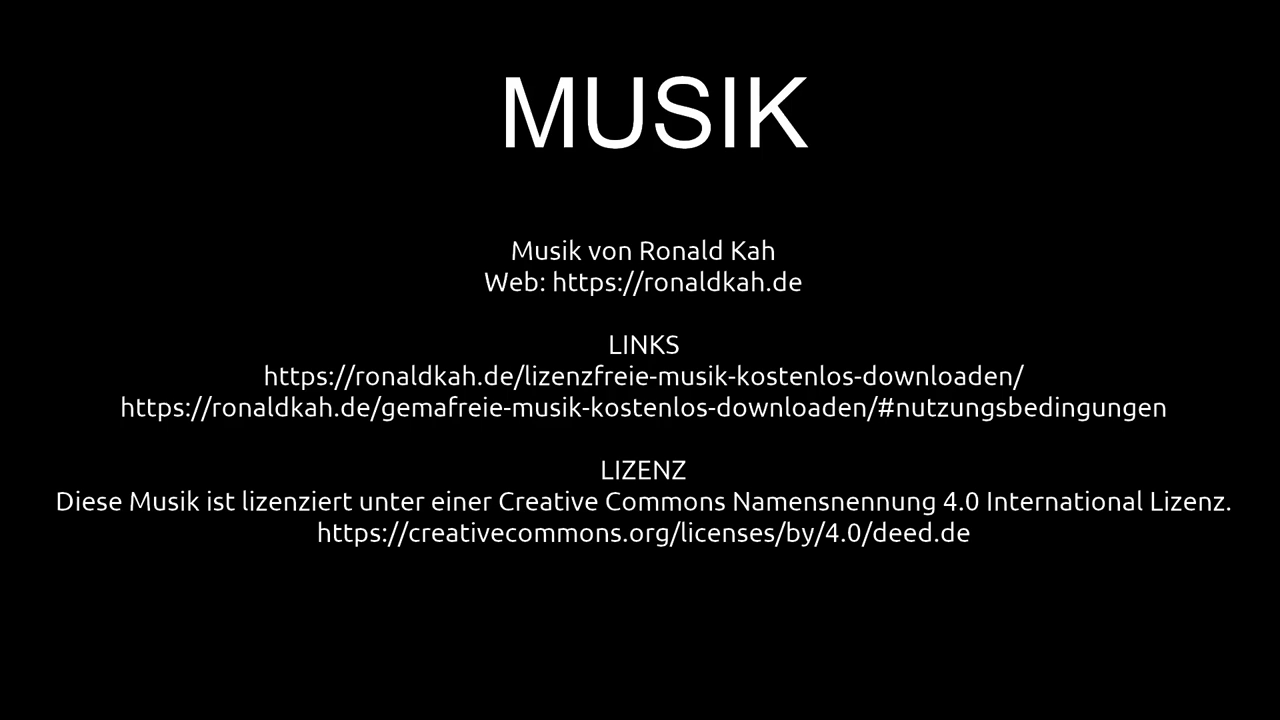 MUSIK
Musik von Ronald Kah
Web: https://ronaldkah.de
LINKS
https://ronaldkah.de/lizenzfreie-musik-kostenlos-downloaden/
https://ronaldkah.de/gemafreie-musik-kostenlos-downloaden/#nutzungsbedingungen
LIZENZ
Diese Musik ist lizenziert unter einer Creative Commons Namensnennung 4.0 International Lizenz.
https://creativecommons.org/licenses/by/4.0/deed.de